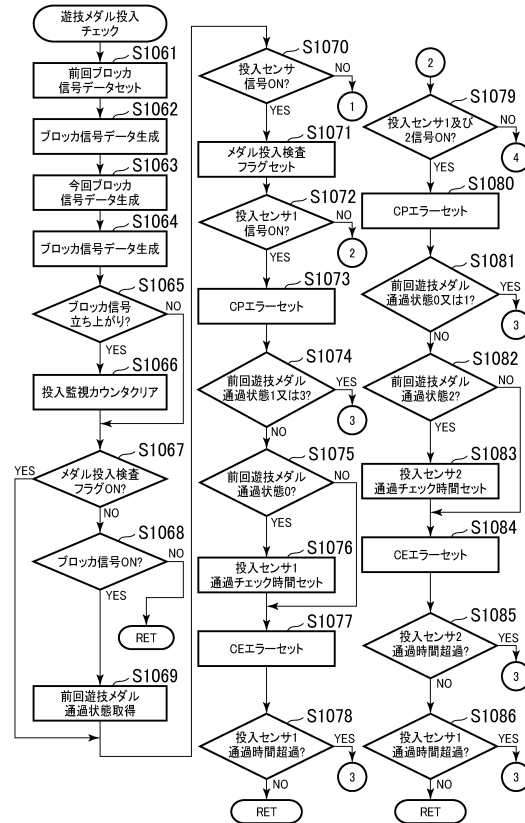 遊技メダル投入
チェック
S1061
前回ブロッカ
信号データセット
S1062
ブロッカ信号データ生成
S1063
今回ブロッカ
信号データ生成
S1064
ブロッカ信号データ生成
S1065
ブロッカ信号
立ち上がり?
NO
YES
S1066
投入監視カウンタクリア
S1067
YES
メダル投入検査
フラグON?
NO
S1068
ブロッカ信号ON?
NO
YES
RET
S1069
前回遊技メダル
通過状態取得
S1070
投入センサ
信号ON?
NO
1
YES
S1071
メダル投入検査
フラグセット
S1072
投入センサ1
信号ON?
NO
2
YES
S1073
CPエラーセット
S1074
前回遊技メダル
通過状態1又は3?
YES
3
NO
S1075
前回遊技メダル
通過状態0?
NO
YES
S1076
投入センサ1
通過チェック時間セット
S1077
CEエラーセット
S1078
投入センサ1
通過時間超過?
YES
3
NO
RET
2
S1079
投入センサ1及び
2信号ON?
NO
4
YES
S1080
CPエラーセット
S1081
前回遊技メダル
通過状態0又は1?
YES
3
NO
S1082
前回遊技メダル
通過状態2?
NO
YES
S1083
投入センサ2
通過チェック時間セット
S1084
CEエラーセット
S1085
投入センサ2
通過時間超過?
YES
3
NO
S1086
投入センサ1
通過時間超過?
YES
3
NO
RET